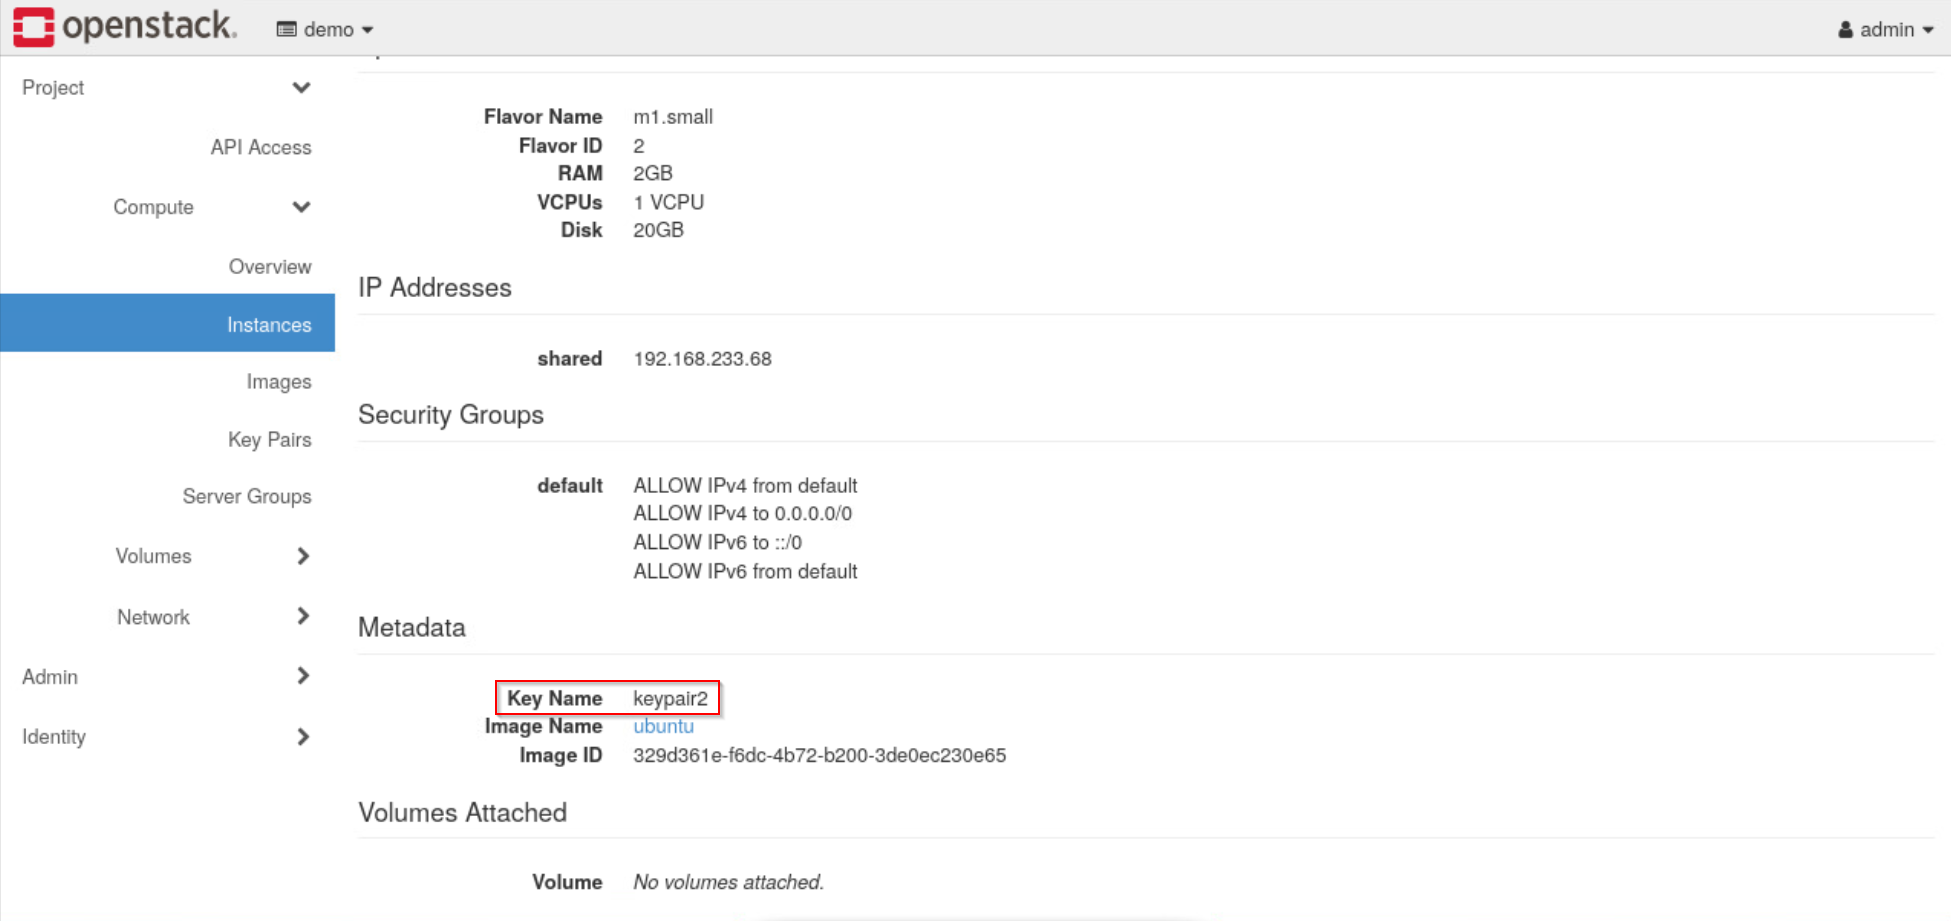 openstack. demo admin
Project
API Access
Compute
Overview
Instances
Images
Key Pairs
Server Groups
Volumes
Network
Admin
Identity
Flavor Name m1.small
Flavor ID 2
RAM 2GB
VCPUs 1 VCPU
Disk 20GB
IP Addresses
shared 192.168.233.68
Security Groups
default ALLOW IPv4 from default
ALLOW IPv4 to 0.0.0.0/0
ALLOW IPv6 to ::/0
ALLOW IPv6 from default
Metadata
Key Name keypair2
Image Name ubuntu
Image ID 329d361e-f6dc-4b72-b200-3de0ec230e65
Volumes Attached
Volume No volumes attached.